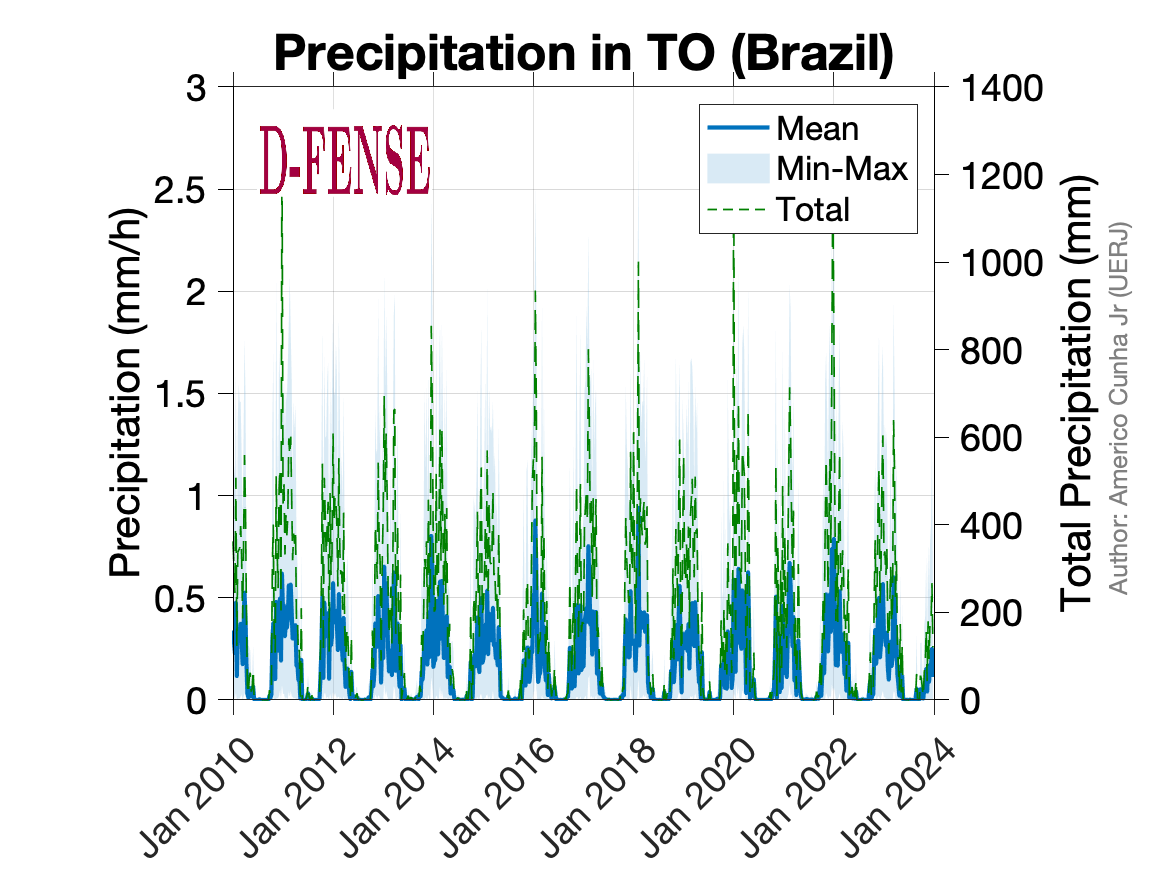 Precipitation in TO (Brazil)
D-FENSE
Mean
Min-Max
Total
Precipitation (mm/h)
3
2.5
2
1.5
1
0.5
0
1400
1200
1000
800
600
400
200
0
Total Precipitation (mm)
Author: Americo Cunha Jr (UERJ)
Jan 2010
Jan 2012
Jan 2014
Jan 2016
Jan 2018
Jan 2020
Jan 2022
Jan 2024